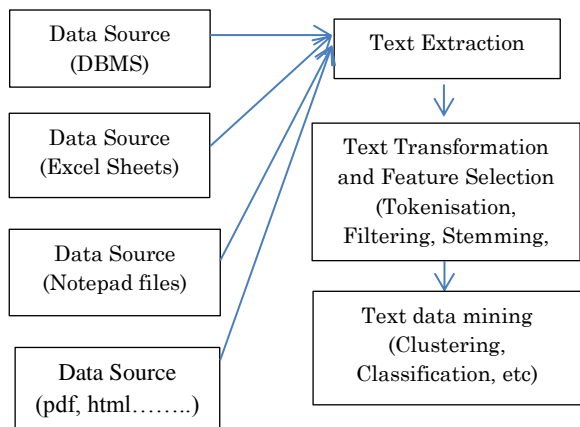 Data Source
(DBMS)
Data Source
(Excel Sheets)
Data Source
(Notepad files)
Data Source
(pdf, html……..)
Text Extraction
Text Transformation
and Feature Selection
(Tokenisation,
Filtering, Stemming,
Text data mining
(Clustering,
Classification, etc)